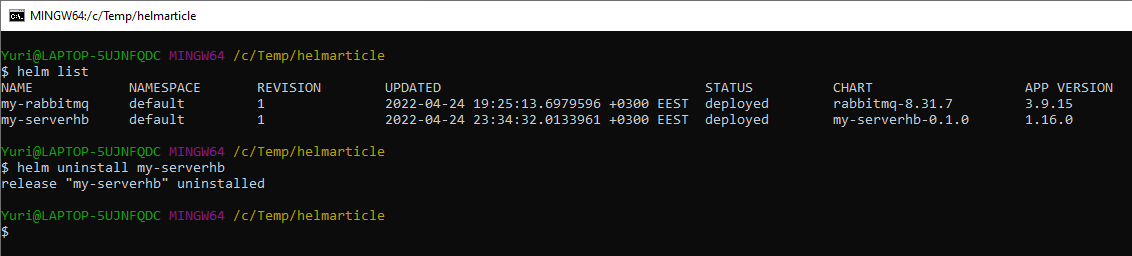 MINGW64:/c/Temp/helmarticle
Yuri@LAPTOP-5UJNFQDC MINGW64 /c/Temp/helmarticle
$ helm list
NAME NAMESPACE REVISION UPDATED STATUS CHART APP VERSION
my-rabbitmq default 1 2022-04-24 19:25:13.6979596 +0300 EEST deployed rabbitmq-8.31.7 3.9.15
my-serverhb default 1 2022-04-24 23:34:32.0133961 +0300 EEST deployed my-serverhb-0.1.0 1.16.0
Yuri@LAPTOP-5UJNFQDC MINGW64 /c/Temp/helmarticle
$ helm uninstall my-serverhb
release "my-serverhb" uninstalled
Yuri@LAPTOP-5UJNFQDC MINGW64 /c/Temp/helmarticle
$